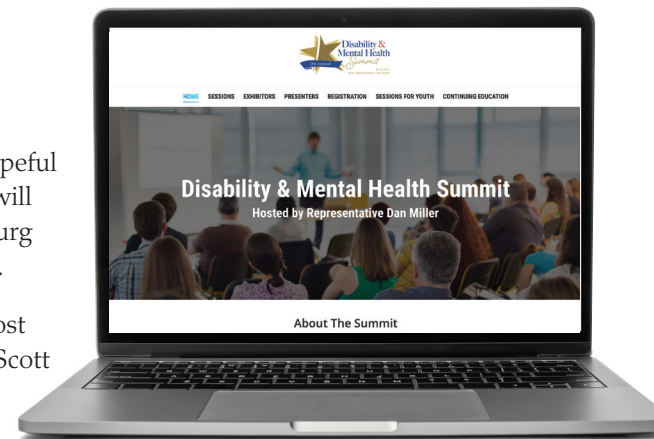 Disability &
Mental Health
Summit
HOME SESSIONS EXHIBITORS PRESENTERS REGISTRATION SESSIONS FOR YOUTH CONTINUING EDUCATION
Disability & Mental Health Summit
Hosted by Representative Dan Miller
About The Summit
peful
will
urg
.
ost
Scott